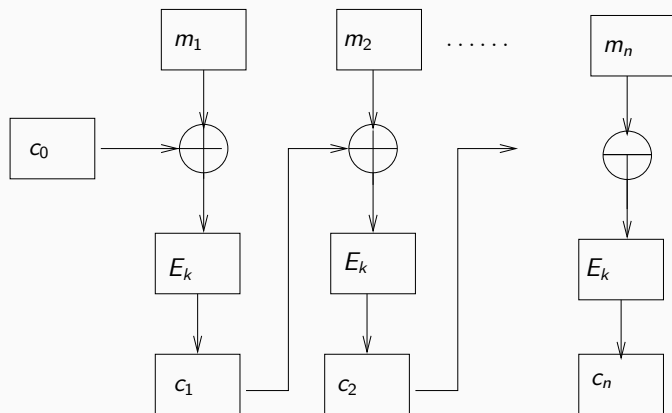 m₁ m₂ ...... mₙ
c₀
Eₖ Eₖ Eₖ
c₁ c₂ cₙ